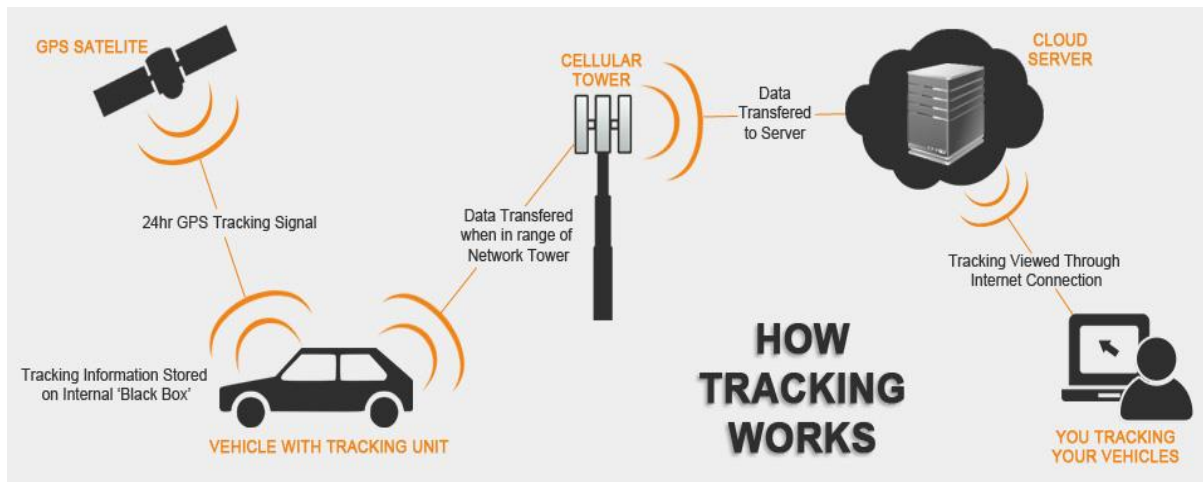 GPS SATELITE
24hr GPS Tracking Signal
Tracking Information Stored
on Internal 'Black Box'
VEHICLE WITH TRACKING UNIT
Data Transfered
when in range of
Network Tower
CELLULAR
TOWER
Data
Transfered
to Server
CLOUD
SERVER
Tracking Viewed Through
Internet Connection
YOU TRACKING
YOUR VEHICLES
HOW
TRACKING
WORKS